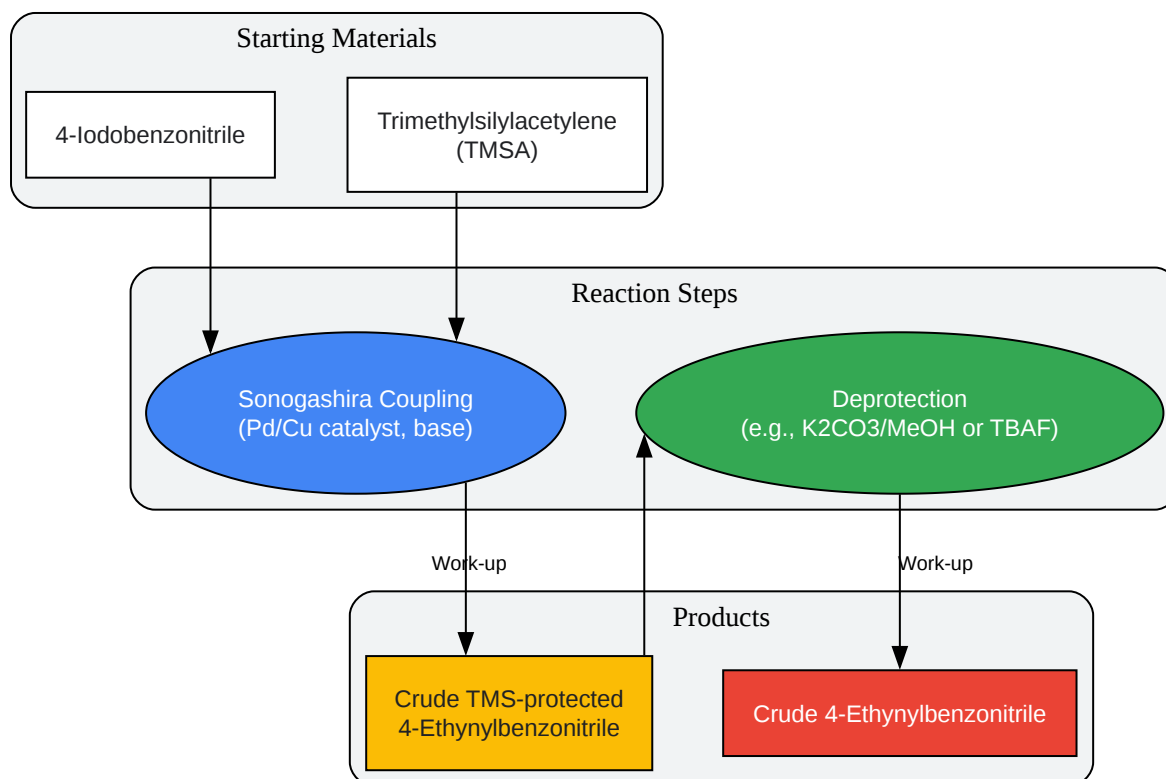 Starting Materials
4-Iodobenzonitrile
Trimethylsilylacetylene
(TMSA)
Reaction Steps
Sonogashira Coupling
(Pd/Cu catalyst, base)
Deprotection
(e.g., K2CO3/MeOH or TBAF)
Work-up
Work-up
Products
Crude TMS-protected
4-Ethynylbenzonitrile
Crude 4-Ethynylbenzonitrile